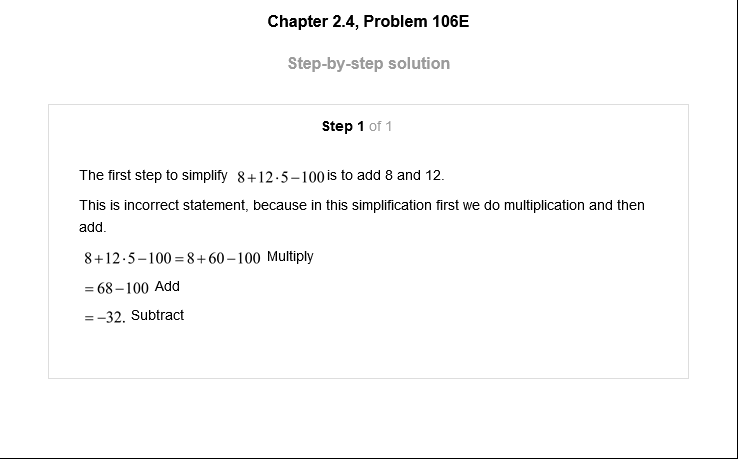 Chapter 2.4, Problem 106E
Step-by-step solution
Step 1 of 1
The first step to simplify 8+12·5−100 is to add 8 and 12.
This is incorrect statement, because in this simplification first we do multiplication and then
add.
8+12·5−100=8+60−100 Multiply
=68−100 Add
=−32. Subtract